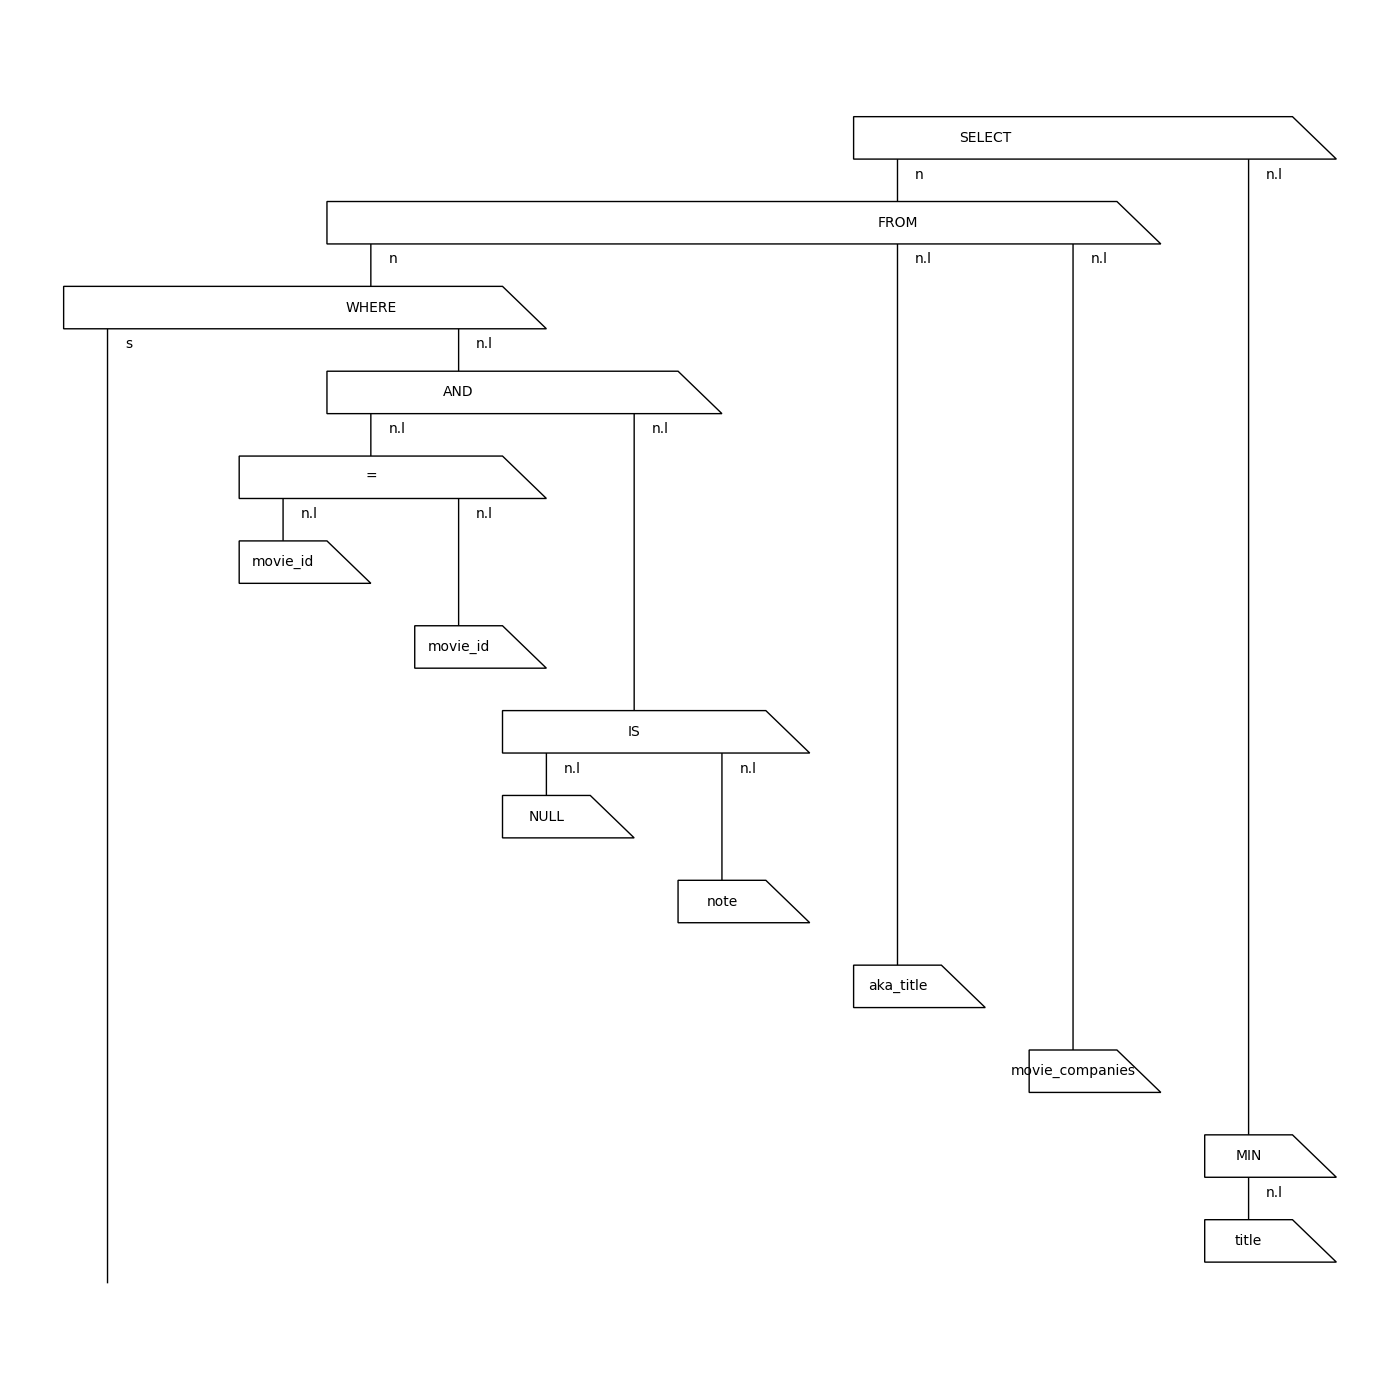 SELECT
n n.l
FROM
n n.l n.l
WHERE
s n.l
AND
n.l n.l
=
n.l n.l
movie_id
movie_id
IS
n.l n.l
NULL
note
aka_title
movie_companies
MIN
n.l
title